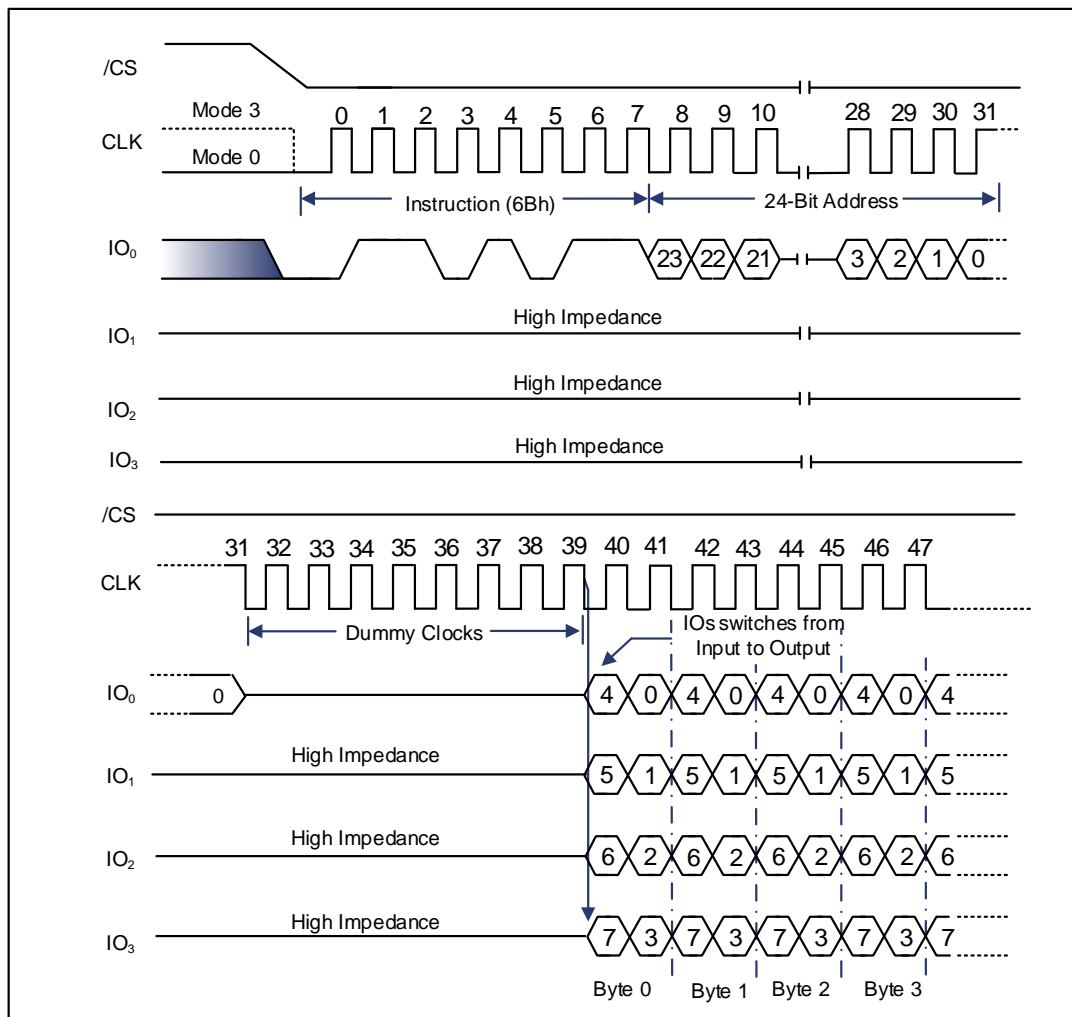 /CS
Mode 3
0 1 2 3 4 5 6 7 8 9 10 28 29 30 31
CLK
Mode 0
Instruction (6Bh) 24-Bit Address
IO0
23 22 21 3 2 1 0
High Impedance
IO1
High Impedance
IO2
High Impedance
IO3
/CS
31 32 33 34 35 36 37 38 39 40 41 42 43 44 45 46 47
CLK
Dummy Clocks
IOs switches from
Input to Output
IO0
0 4 0 4 0 4 0 4 0 4
High Impedance
IO1
5 1 5 1 5 1 5 1 5
High Impedance
IO2
6 2 6 2 6 2 6 2 6
High Impedance
IO3
7 3 7 3 7 3 7 3 7
Byte 0 Byte 1 Byte 2 Byte 3